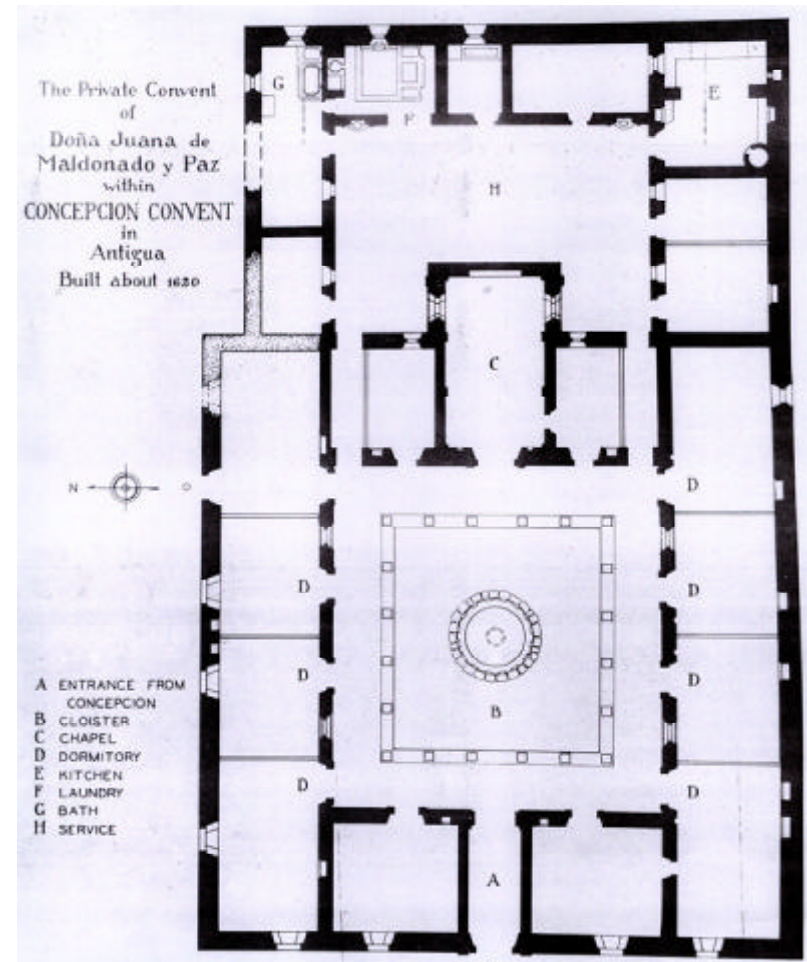 The Private Convent
of
Doña Juana de
Maldonado y Paz
within
CONCEPCION CONVENT
in
Antigua
Built about 1620
G
F
E
H
C
N
D
D
D
D
D
B
D
D
A
A ENTRANCE FROM
CONCEPCIÓN
B CLOISTER
C CHAPEL
D DORMITORY
E KITCHEN
F LAUNDRY
G BATH
H SERVICE